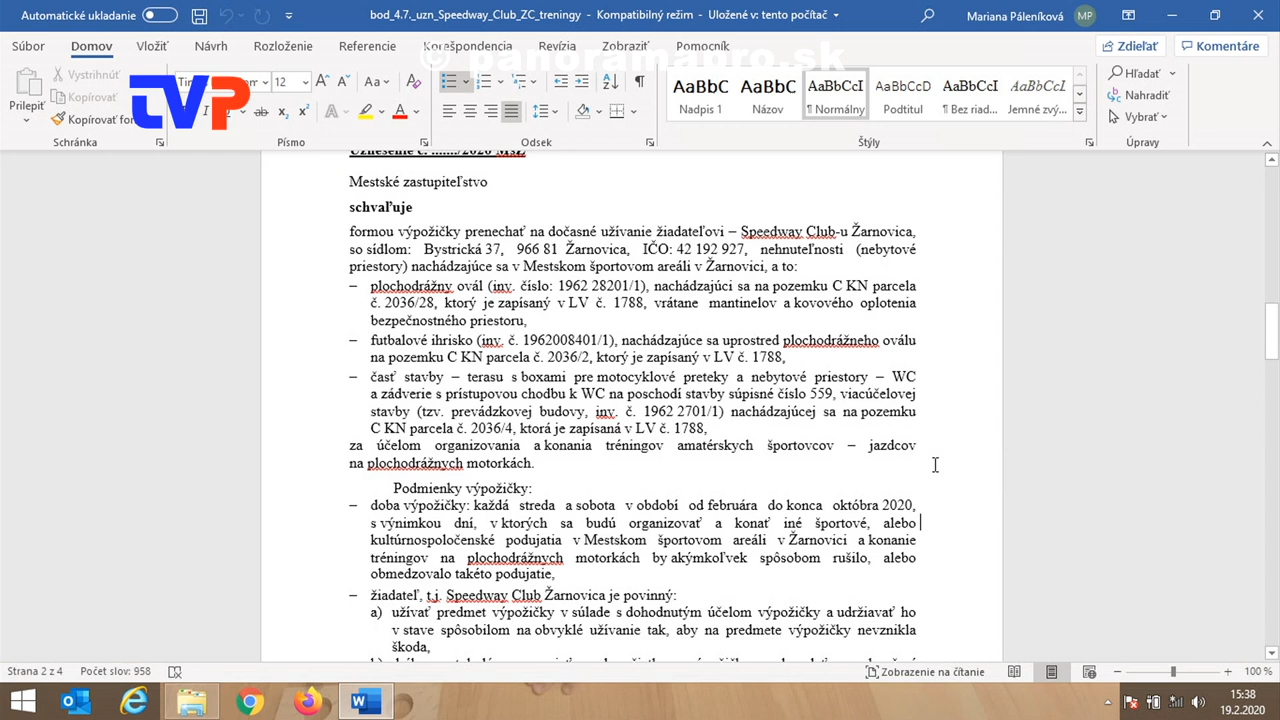 Automatické ukladanie
bod_4.7._uzn_Speedway_Club_ZC_treningy - Kompatibilný režim - Uložené v: tento počítač
Mariana Páleníková MP
Súbor Domov Vložiť Návrh Rozloženie Referencie Korešpondencia Revízia Zobraziť Pomocník Zdieľať Komentáre
© panoramapro.sk
TVP
Prilepiť
Vystrihnúť
Kopírovať
Kopírovať for
12
Aa
Schránka
Písmo
Odsek
AaBbC AaBbC AaBbCcI AaBbCcD AaBbCcI AaBbCcI
Nadpis 1 Názov ¶ Normálny Podtitul ¶ Bez riad... Jemné zvý...
Štýly
Hľadať
Nahradiť
Vybrať
Úpravy
Uznesenie č. ....../2020 MsZ
Mestské zastupiteľstvo
schvaľuje
formou výpožičky prenechať na dočasné užívanie žiadateľovi – Speedway Club-u Žarnovica,
so sídlom: Bystrická 37, 966 81 Žarnovica, IČO: 42 192 927, nehnuteľnosti (nebytové
priestory) nachádzajúce sa v Mestskom športovom areáli v Žarnovici, a to:
– plochodrážny ovál (inv. číslo: 1962 28201/1), nachádzajúci sa na pozemku C KN parcela
č. 2036/28, ktorý je zapísaný v LV č. 1788, vrátane mantinelov a kovového oplotenia
bezpečnostného priestoru,
– futbalové ihrisko (inv. č. 1962008401/1), nachádzajúce sa uprostred plochodrážneho oválu
na pozemku C KN parcela č. 2036/2, ktorý je zapísaný v LV č. 1788,
– časť stavby – terasu s boxami pre motocyklové preteky a nebytové priestory – WC
a zádverie s prístupovou chodbu k WC na poschodí stavby súpisné číslo 559, viacúčelovej
stavby (tzv. prevádzkovej budovy, inv. č. 1962 2701/1) nachádzajúcej sa na pozemku
C KN parcela č. 2036/4, ktorá je zapísaná v LV č. 1788,
za účelom organizovania a konania tréningov amatérskych športovcov – jazdcov
na plochodrážnych motorkách.
Podmienky výpožičky:
– doba výpožičky: každá streda a sobota v období od februára do konca októbra 2020,
s výnimkou dní, v ktorých sa budú organizovať a konať iné športové, alebo
kultúrnospoločenské podujatia v Mestskom športovom areáli v Žarnovici a konanie
tréningov na plochodrážnych motorkách by akýmkoľvek spôsobom rušilo, alebo
obmedzovalo takéto podujatie,
– žiadateľ, t.j. Speedway Club Žarnovica je povinný:
a) užívať predmet výpožičky v súlade s dohodnutým účelom výpožičky a udržiavať ho
v stave spôsobilom na obvyklé užívanie tak, aby na predmete výpožičky nevznikla
škoda,
Strana 2 z 4 Počet slov: 958
Zobrazenie na čítanie
100 %
15:38
19.2.2020